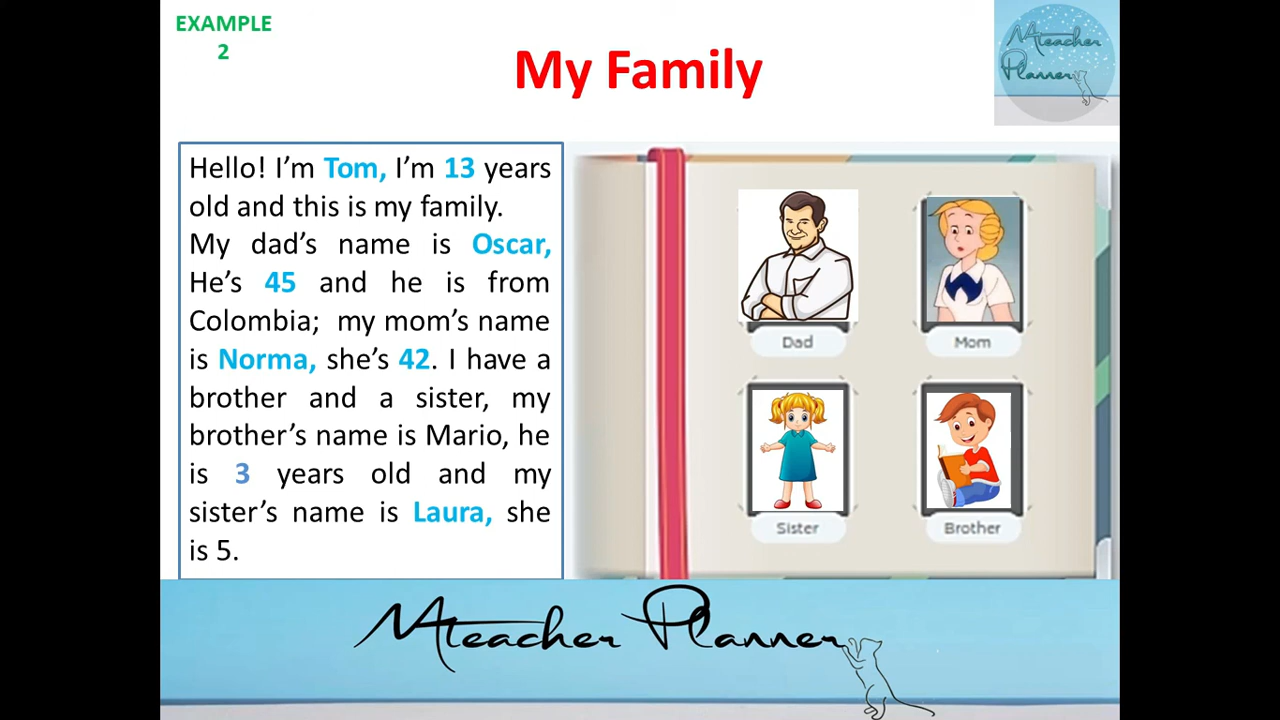 EXAMPLE
2
My Family
Mteacher
Planner
Hello! I’m Tom, I’m 13 years
old and this is my family.
My dad’s name is Oscar,
He’s 45 and he is from
Colombia; my mom’s name
is Norma, she’s 42. I have a
brother and a sister, my
brother’s name is Mario, he
is 3 years old and my
sister’s name is Laura, she
is 5.
Dad
Mom
Sister
Brother
Mteacher Planner